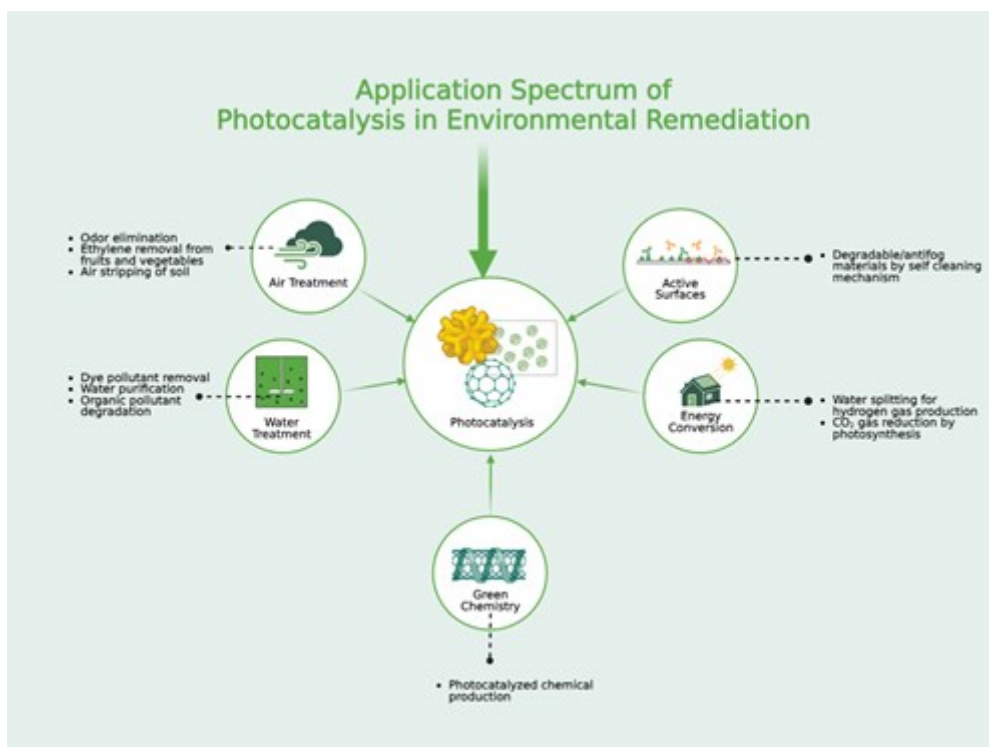 Application Spectrum of
Photocatalysis in Environmental Remediation
• Odor elimination
• Ethylene removal from
fruits and vegetables
• Air stripping of soil
Air Treatment
Active
Surfaces
• Degradable/antifog
materials by self cleaning
mechanism
• Dye pollutant removal
• Water purification
• Organic pollutant
degradation
Water
Treatment
Photocatalysis
Energy
Conversion
• Water splitting for
hydrogen gas production
• CO₂ gas reduction by
photosynthesis
Green
Chemistry
• Photocatalyzed chemical
production